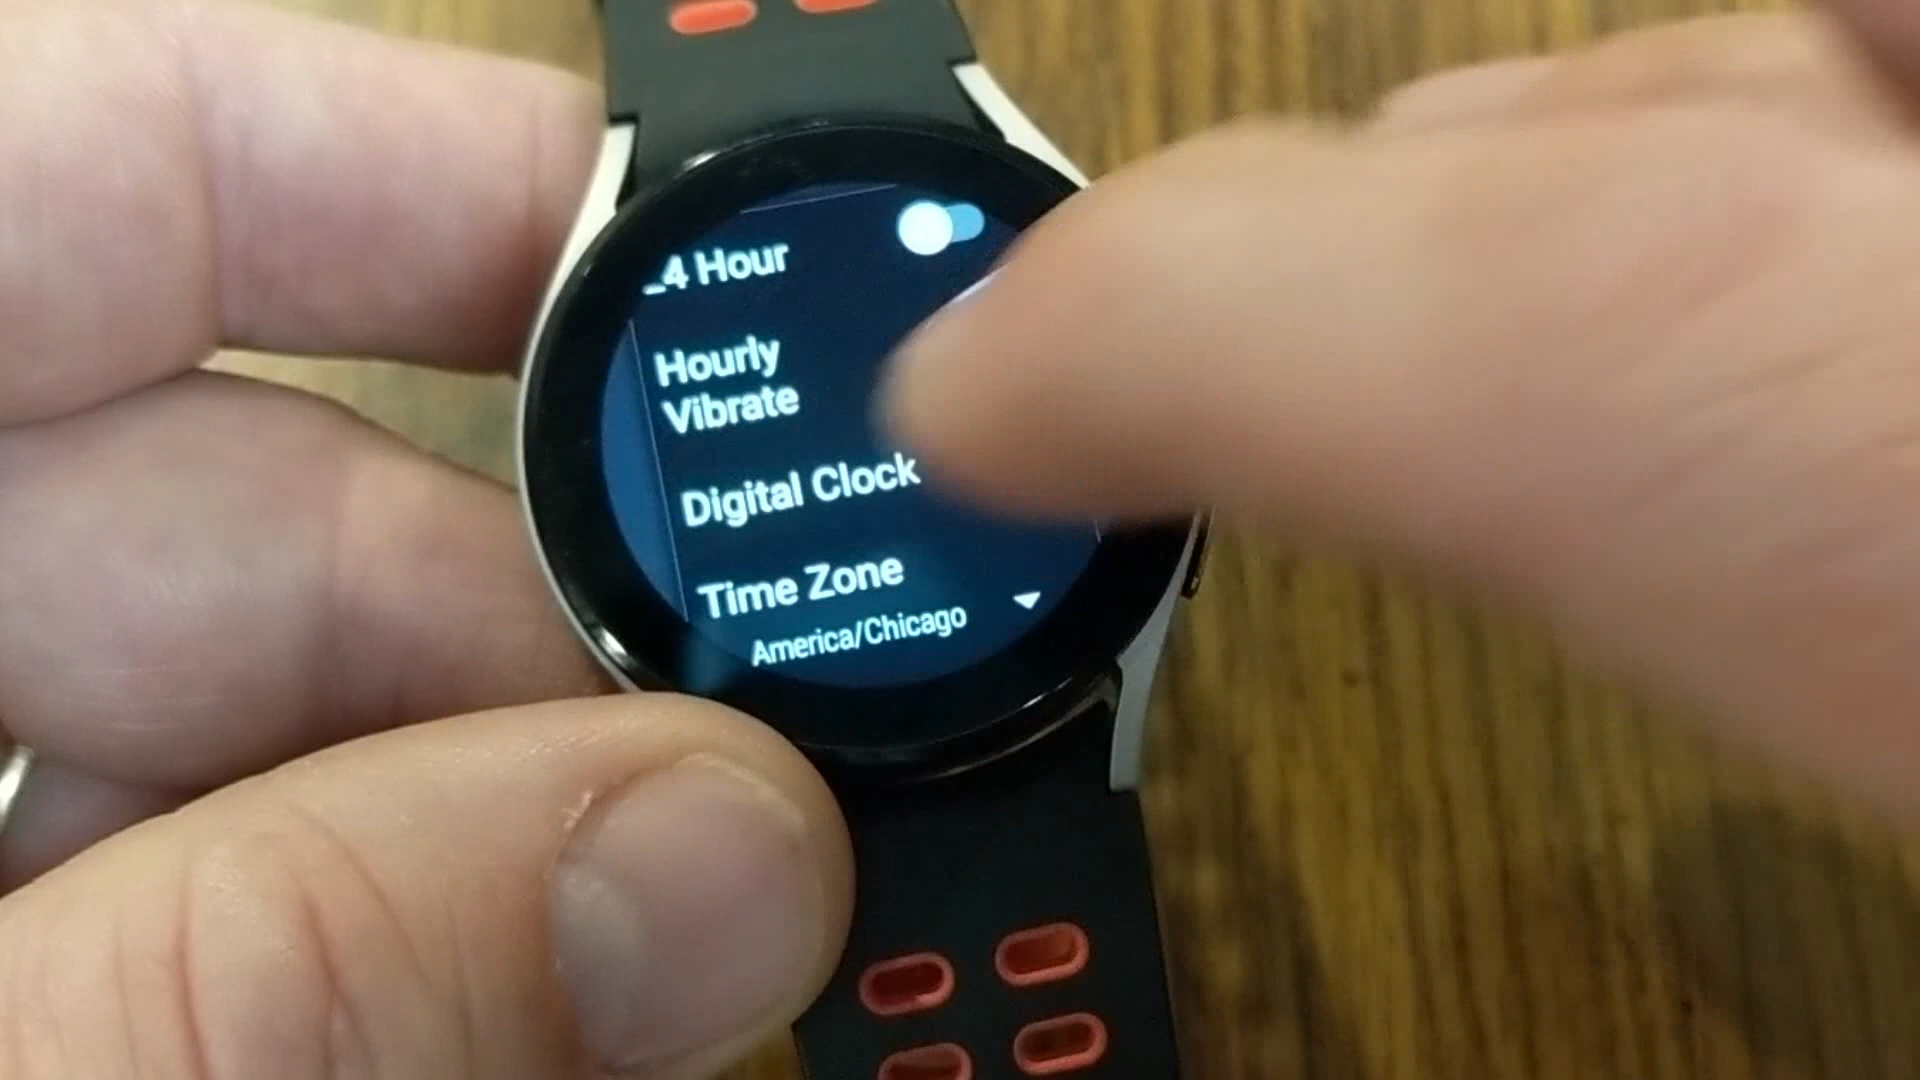 4 Hour
Hourly
Vibrate
Digital Clock
Time Zone
America/Chicago